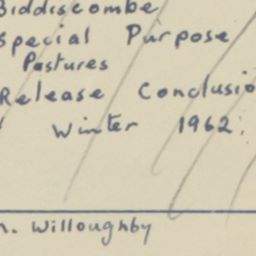 Biddiscombe
Special Purpose
Pastures
Release Conclusio
Winter 1962.
n. Willoughby